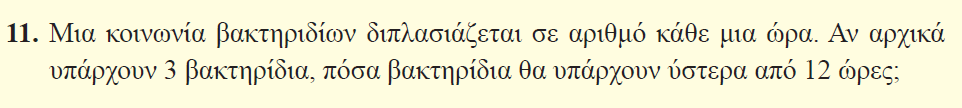 11. Μια κοινωνία βακτηριδίων διπλασιάζεται σε αριθμό κάθε μια ώρα. Αν αρχικά
υπάρχουν 3 βακτηρίδια, πόσα βακτηρίδια θα υπάρχουν ύστερα από 12 ώρες;